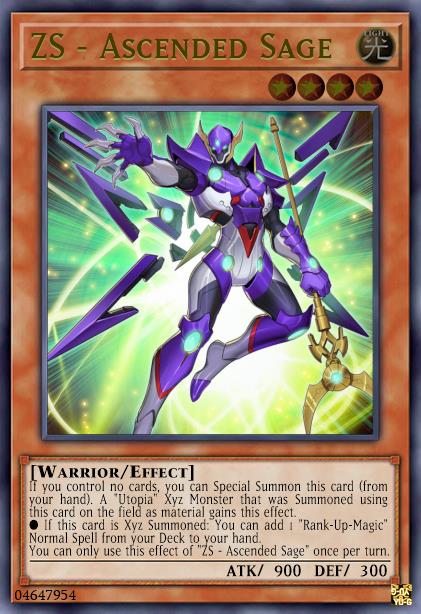 ZS - Ascended Sage
LIGHT
光
[Warrior/Effect]
If you control no cards, you can Special Summon this card (from
your hand). A "Utopia" Xyz Monster that was Summoned using
this card on the field as material gains this effect.
● If this card is Xyz Summoned: You can add 1 "Rank-Up-Magic"
Normal Spell from your Deck to your hand.
You can only use this effect of "ZS - Ascended Sage" once per turn.
ATK/ 900 DEF/ 300
04647954